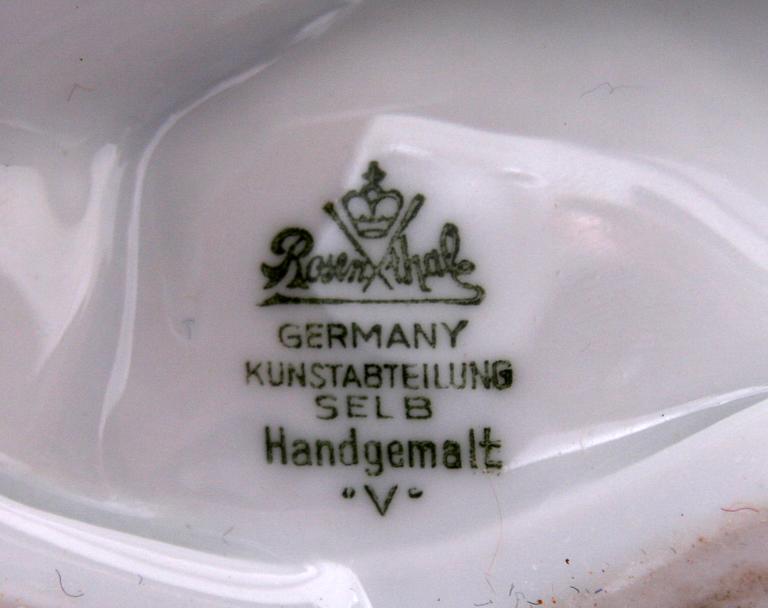 Rosenthal
GERMANY
KUNSTABTEILUNG
SELB
Handgemalt
"V"